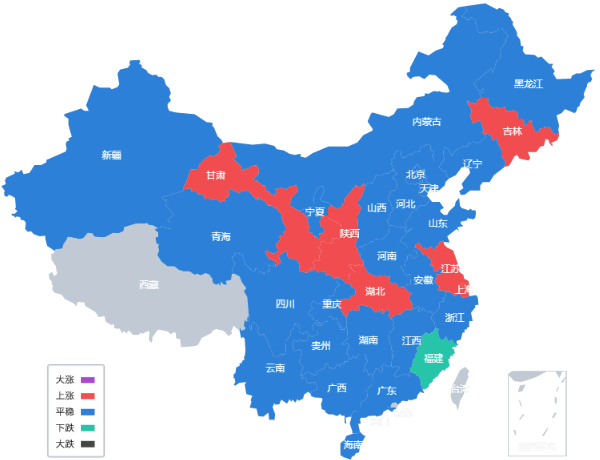 黑龙江
内蒙古
吉林
新疆
辽宁
甘肃
北京
天津
河北
宁夏
山西
山东
青海
陕西
河南
江苏
西藏
安徽
上海
湖北
四川
重庆
浙江
湖南
江西
贵州
福建
云南
广西
广东
台湾
海南
大涨
上涨
平稳
下跌
大跌